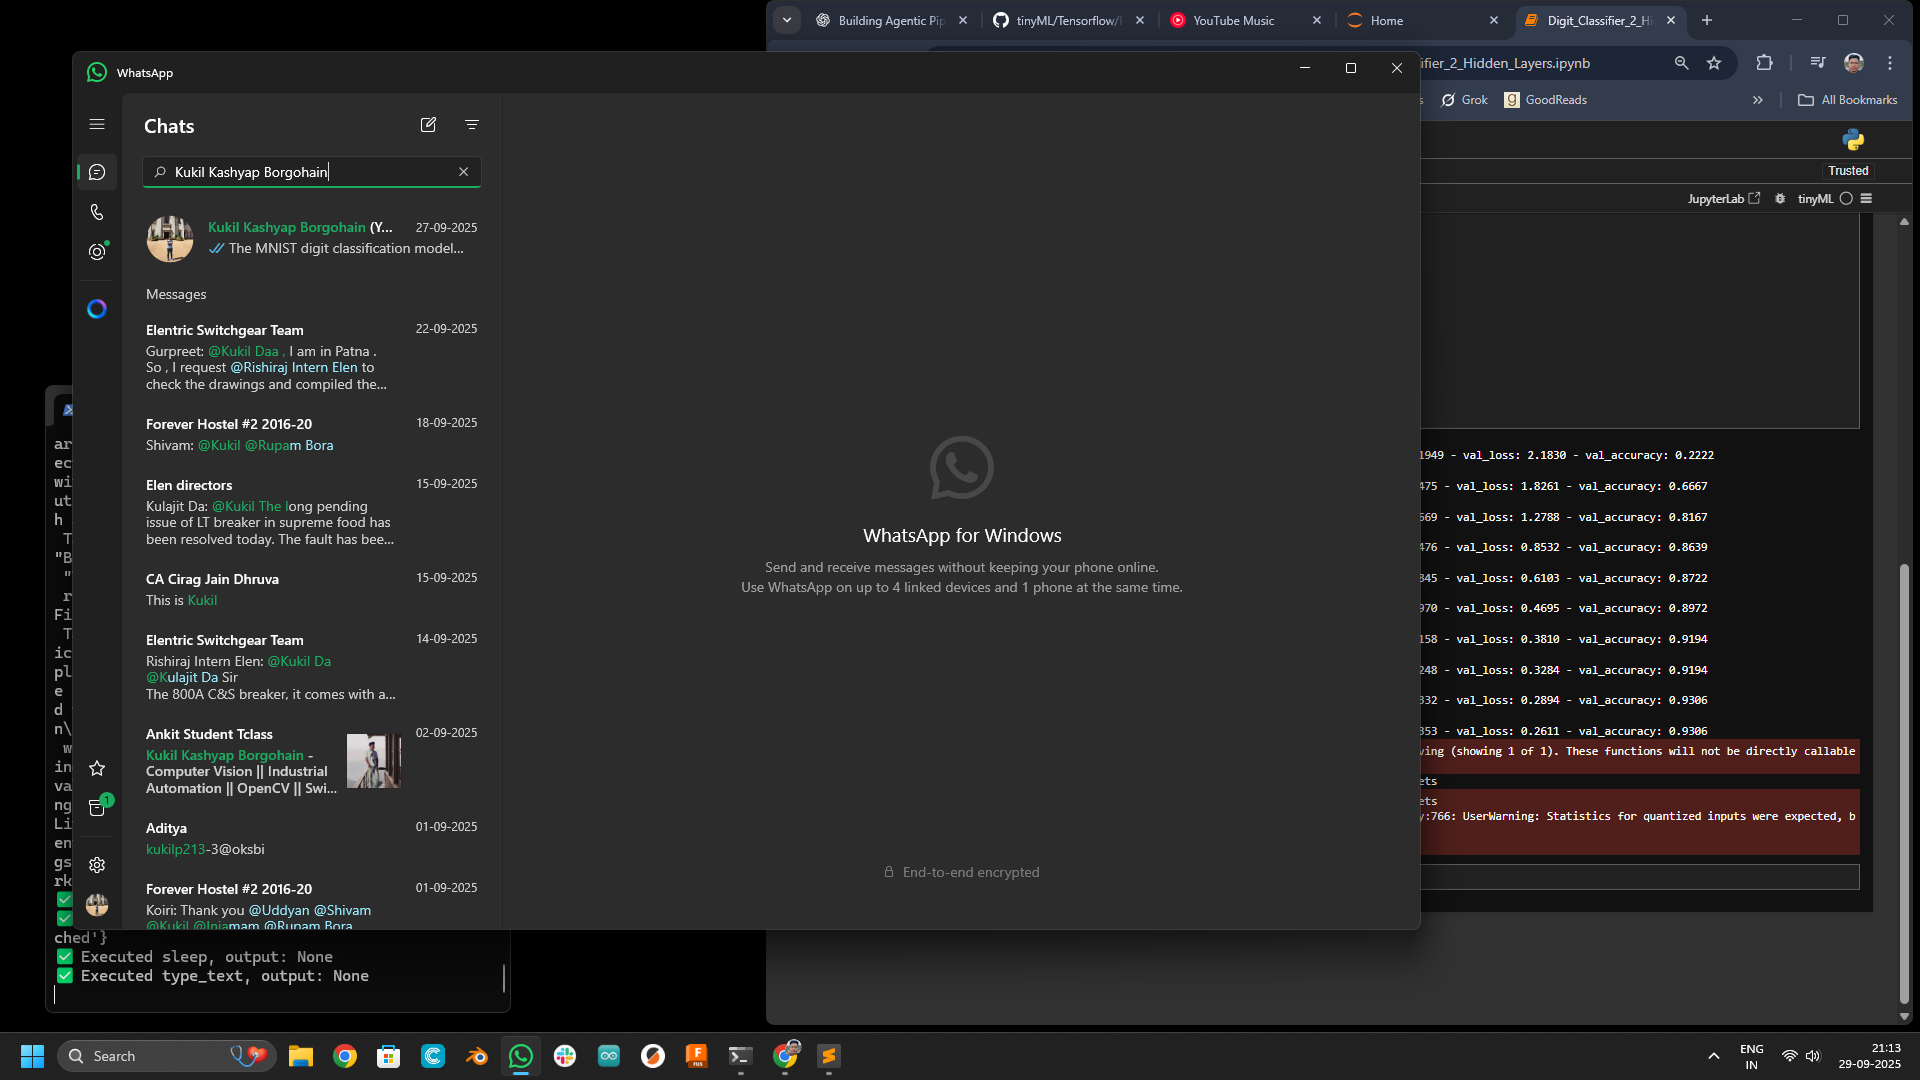 Building Agentic Pip
tinyML/Tensorflow/
YouTube Music
Home
Digit_Classifier_2_Hi
ifier_2_Hidden_Layers.ipynb
Grok
GoodReads
All Bookmarks
Trusted
JupyterLab
tinyML
WhatsApp
Chats
Kukil Kashyap Borgohain
Kukil Kashyap Borgohain (Y...
27-09-2025
The MNIST digit classification model...
Messages
Elentric Switchgear Team
22-09-2025
Gurpreet: @Kukil Daa , I am in Patna .
So , I request @Rishiraj Intern Elen to
check the drawings and compiled the...
Forever Hostel #2 2016-20
18-09-2025
Shivam: @Kukil @Rupam Bora
Elen directors
15-09-2025
Kulajit Da: @Kukil The long pending
issue of LT breaker in supreme food has
been resolved today. The fault has bee...
CA Cirag Jain Dhruva
15-09-2025
This is Kukil
Elentric Switchgear Team
14-09-2025
Rishiraj Intern Elen: @Kukil Da
@Kulajit Da Sir
The 800A C&S breaker, it comes with a...
Ankit Student Tclass
02-09-2025
Kukil Kashyap Borgohain -
Computer Vision || Industrial
Automation || OpenCV || Swi...
Aditya
01-09-2025
kukilp213-3@oksbi
Forever Hostel #2 2016-20
01-09-2025
Koiri: Thank you @Uddyan @Shivam
@Kukil @Injamam @Rupam Bora
1
WhatsApp for Windows
Send and receive messages without keeping your phone online.
Use WhatsApp on up to 4 linked devices and 1 phone at the same time.
End-to-end encrypted
1949 - val_loss: 2.1830 - val_accuracy: 0.2222
475 - val_loss: 1.8261 - val_accuracy: 0.6667
669 - val_loss: 1.2788 - val_accuracy: 0.8167
476 - val_loss: 0.8532 - val_accuracy: 0.8639
845 - val_loss: 0.6103 - val_accuracy: 0.8722
970 - val_loss: 0.4695 - val_accuracy: 0.8972
158 - val_loss: 0.3810 - val_accuracy: 0.9194
248 - val_loss: 0.3284 - val_accuracy: 0.9194
332 - val_loss: 0.2894 - val_accuracy: 0.9306
353 - val_loss: 0.2611 - val_accuracy: 0.9306
ving (showing 1 of 1). These functions will not be directly callable
ets
ets
y:766: UserWarning: Statistics for quantized inputs were expected, b
ar
ec
wi
ut
h
T
"B
"
r
Fi
T
ic
pl
e
d
n\
w
in
va
ng
Li
en
gs
rk
ched'}
Executed sleep, output: None
Executed type_text, output: None
Search
ENG
IN
21:13
29-09-2025